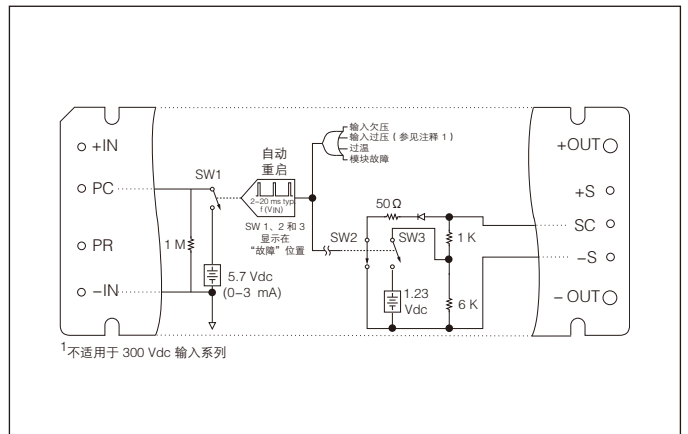 +IN
PC
PR
−IN
1 M
SW1
5.7 Vdc
(0–3 mA)
自动
重启
2–20 ms typ.
f (VIN)
SW 1、2 和 3
显示在
“故障” 位置
输入欠压
输入过压（参见注释 1）
过温
模块故障
SW2
50 Ω
SW3
1 K
1.23
Vdc
6 K
+OUT
+S
SC
−S
− OUT
1不适用于 300 Vdc 输入系列